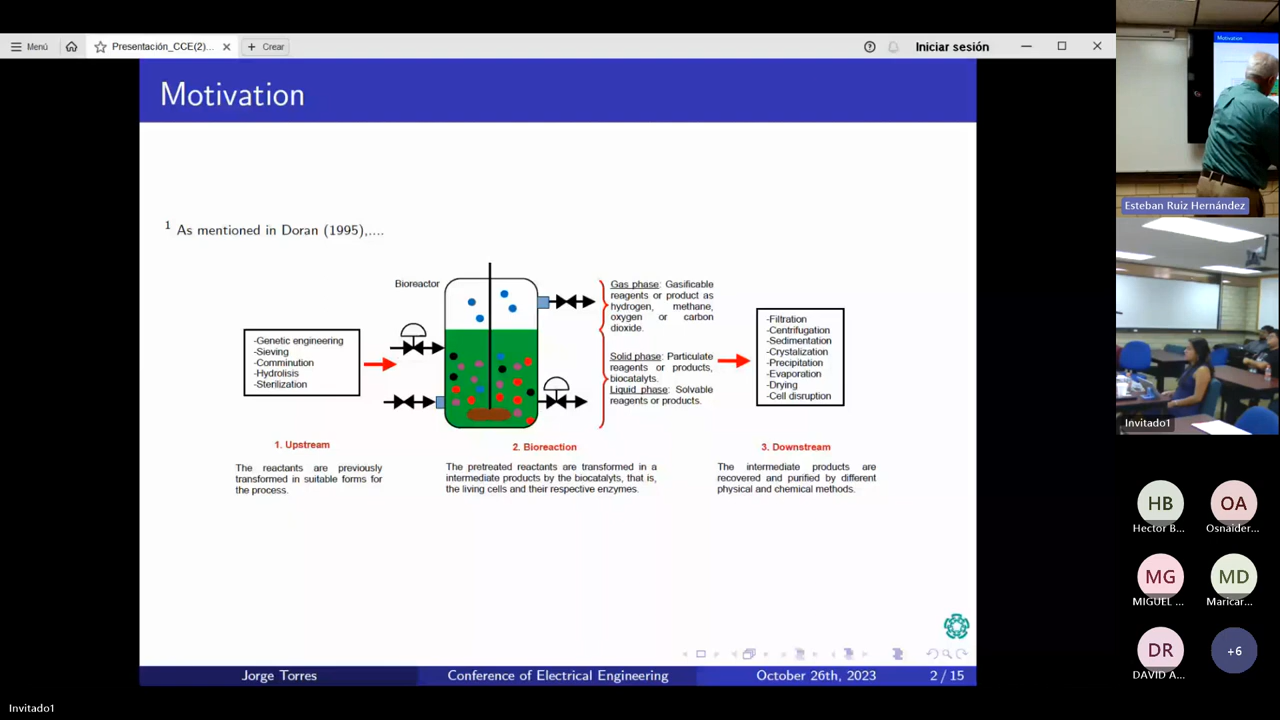 Menú
Presentación_CCE(2)...
Crear
Iniciar sesión
Motivation
Motivation
Esteban Ruiz Hernández
1 As mentioned in Doran (1995),....
Bioreactor
-Genetic engineering
-Sieving
-Comminution
-Hydrolisis
-Sterilization
Gas phase: Gasificable
reagents or product as
hydrogen, methane,
oxygen or carbon
dioxide.
Solid phase: Particulate
reagents or products,
biocatalyts.
Liquid phase: Solvable
reagents or products.
-Filtration
-Centrifugation
-Sedimentation
-Crystalization
-Precipitation
-Evaporation
-Drying
-Cell disruption
1. Upstream
The reactants are previously
transformed in suitable forms for
the process.
2. Bioreaction
The pretreated reactants are transformed in a
intermediate products by the biocatalyts, that is,
the living cells and their respective enzymes.
3. Downstream
The intermediate products are
recovered and purified by different
physical and chemical methods.
Jorge Torres
Conference of Electrical Engineering
October 26th, 2023
2 / 15
Invitado1
HB
Hector B...
OA
Osnaider...
MG
MIGUEL ...
MD
Maricar...
DR
DAVID A...
+6
Invitado1